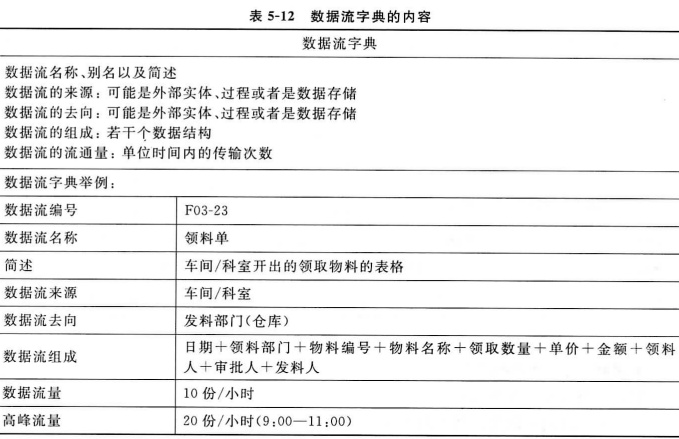 表 5-12 数据流字典的内容
数据流字典
数据流名称、别名以及简述
数据流的来源：可能是外部实体、过程或者是数据存储
数据流的去向：可能是外部实体、过程或者是数据存储
数据流的组成：若干个数据结构
数据流的流通量：单位时间内的传输次数
数据流字典举例：
数据流编号 F03-23
数据流名称 领料单
简述 车间/科室开出的领取物料的表格
数据流来源 车间/科室
数据流去向 发料部门(仓库)
数据流组成 日期＋领料部门＋物料编号＋物料名称＋领取数量＋单价＋金额＋领料
人＋审批人＋发料人
数据流量 10 份/小时
高峰流量 20 份/小时(9:00—11:00)